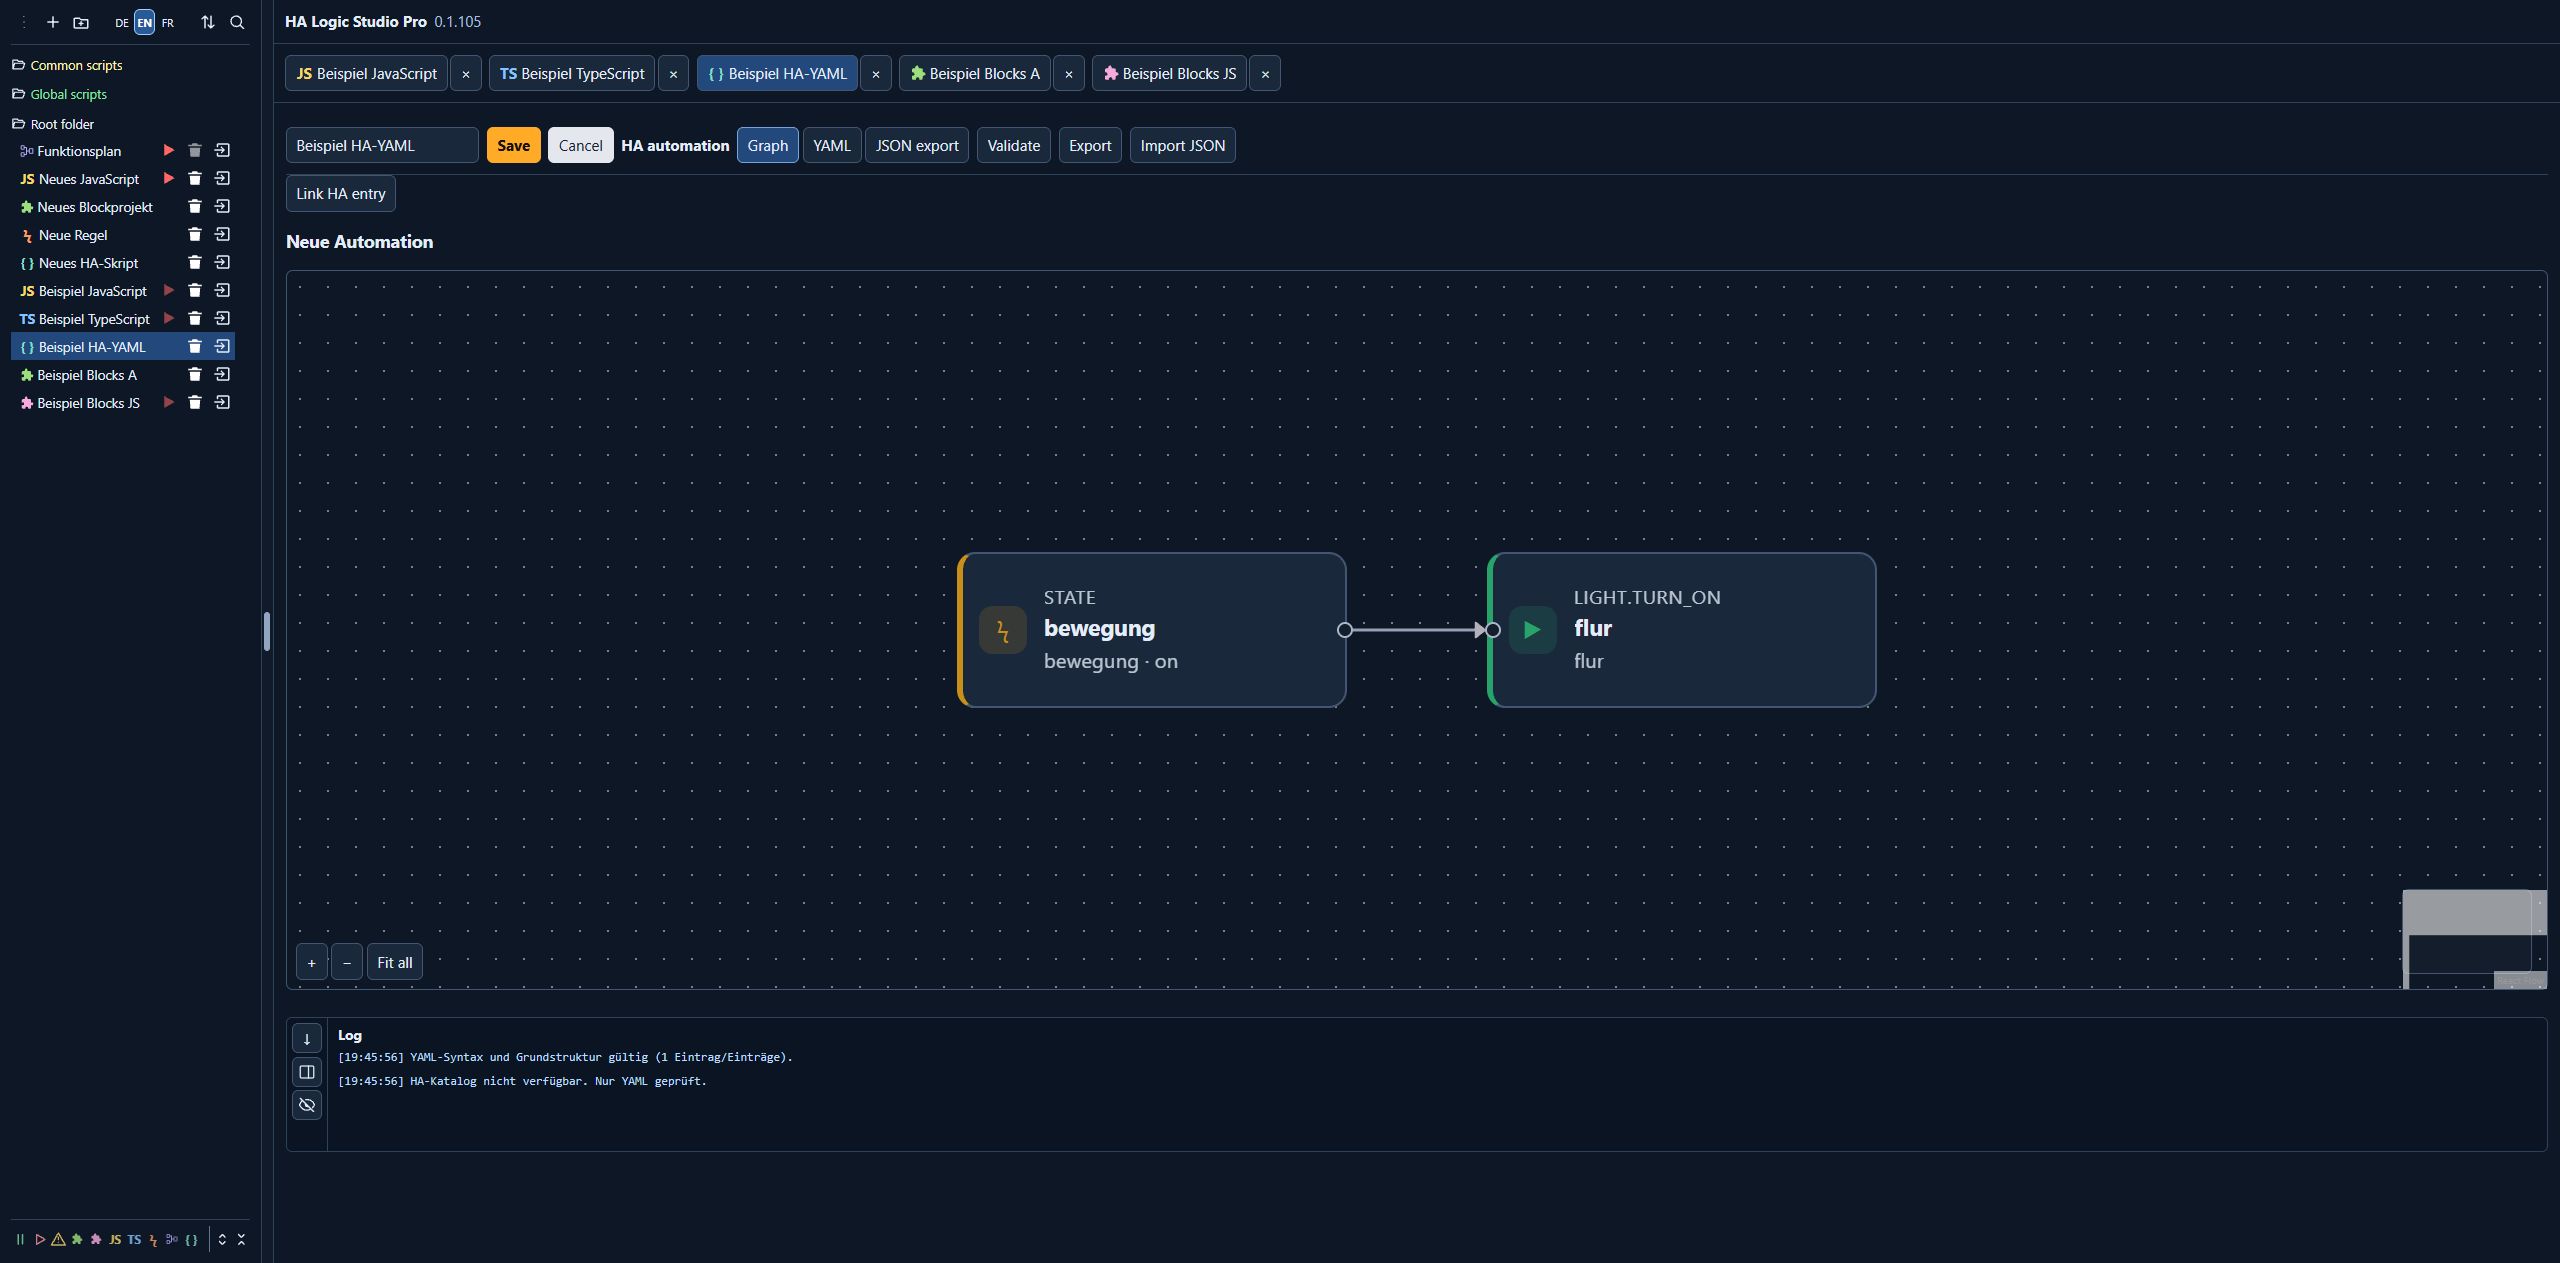 DE EN FR
HA Logic Studio Pro 0.1.105
Common scripts
Global scripts
Root folder
Funktionsplan
JS Neues JavaScript
Neues Blockprojekt
Neue Regel
{ } Neues HA-Skript
JS Beispiel JavaScript
TS Beispiel TypeScript
{ } Beispiel HA-YAML
Beispiel Blocks A
Beispiel Blocks JS
JS TS { }
JS Beispiel JavaScript × TS Beispiel TypeScript × { } Beispiel HA-YAML × Beispiel Blocks A × Beispiel Blocks JS ×
Beispiel HA-YAML Save Cancel HA automation Graph YAML JSON export Validate Export Import JSON
Link HA entry
Neue Automation
STATE
bewegung
bewegung · on
LIGHT.TURN_ON
flur
flur
+ − Fit all
Log
[19:45:56] YAML-Syntax und Grundstruktur gültig (1 Eintrag/Einträge).
[19:45:56] HA-Katalog nicht verfügbar. Nur YAML geprüft.